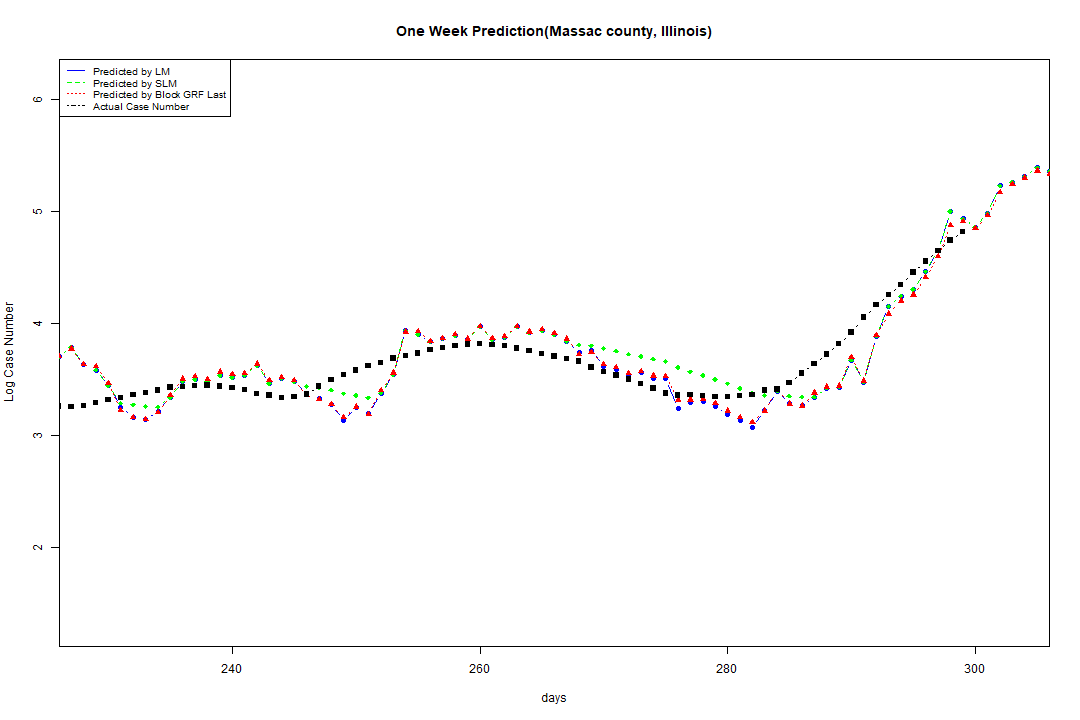 One Week Prediction(Massac county, Illinois)
Predicted by LM
Predicted by SLM
Predicted by Block GRF Last
Actual Case Number
6
5
4
3
2
Log Case Number
240
260
280
300
days